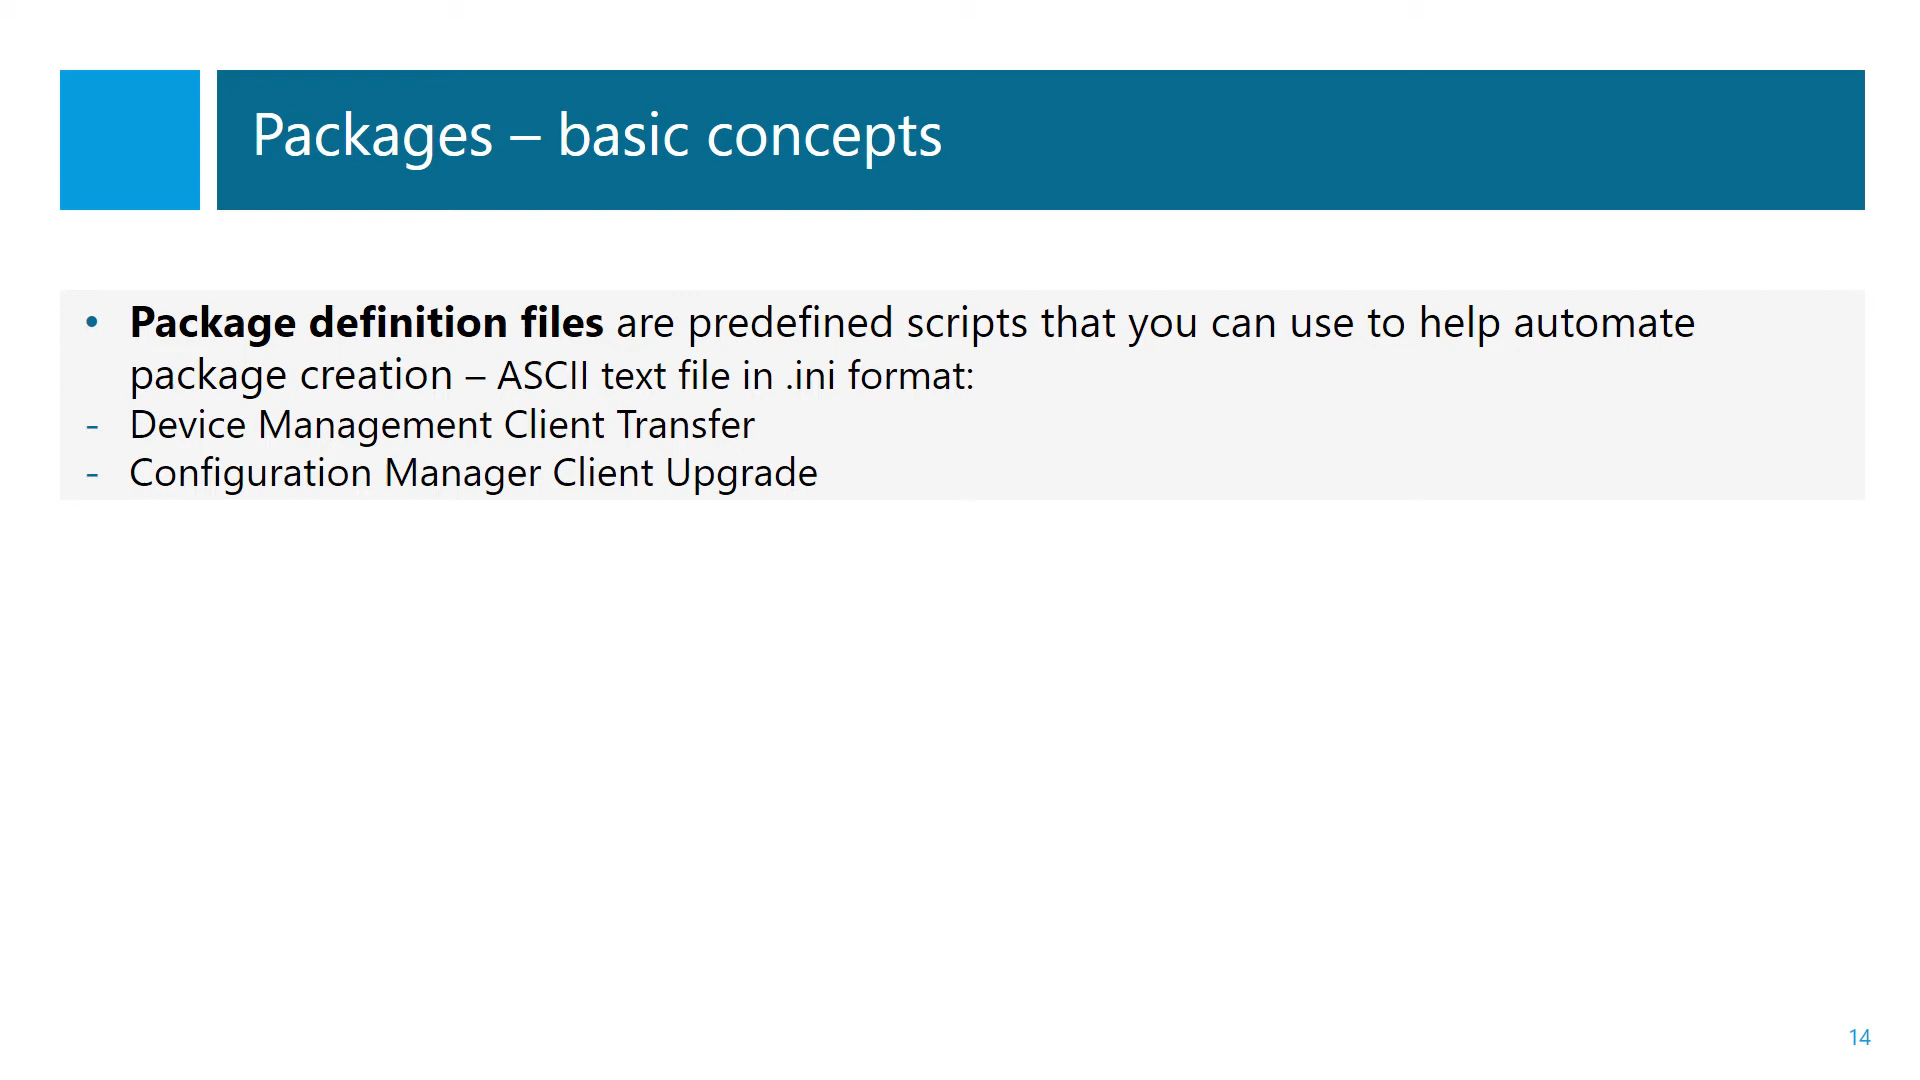 Packages – basic concepts
• Package definition files are predefined scripts that you can use to help automate
package creation – ASCII text file in .ini format:
- Device Management Client Transfer
- Configuration Manager Client Upgrade
14